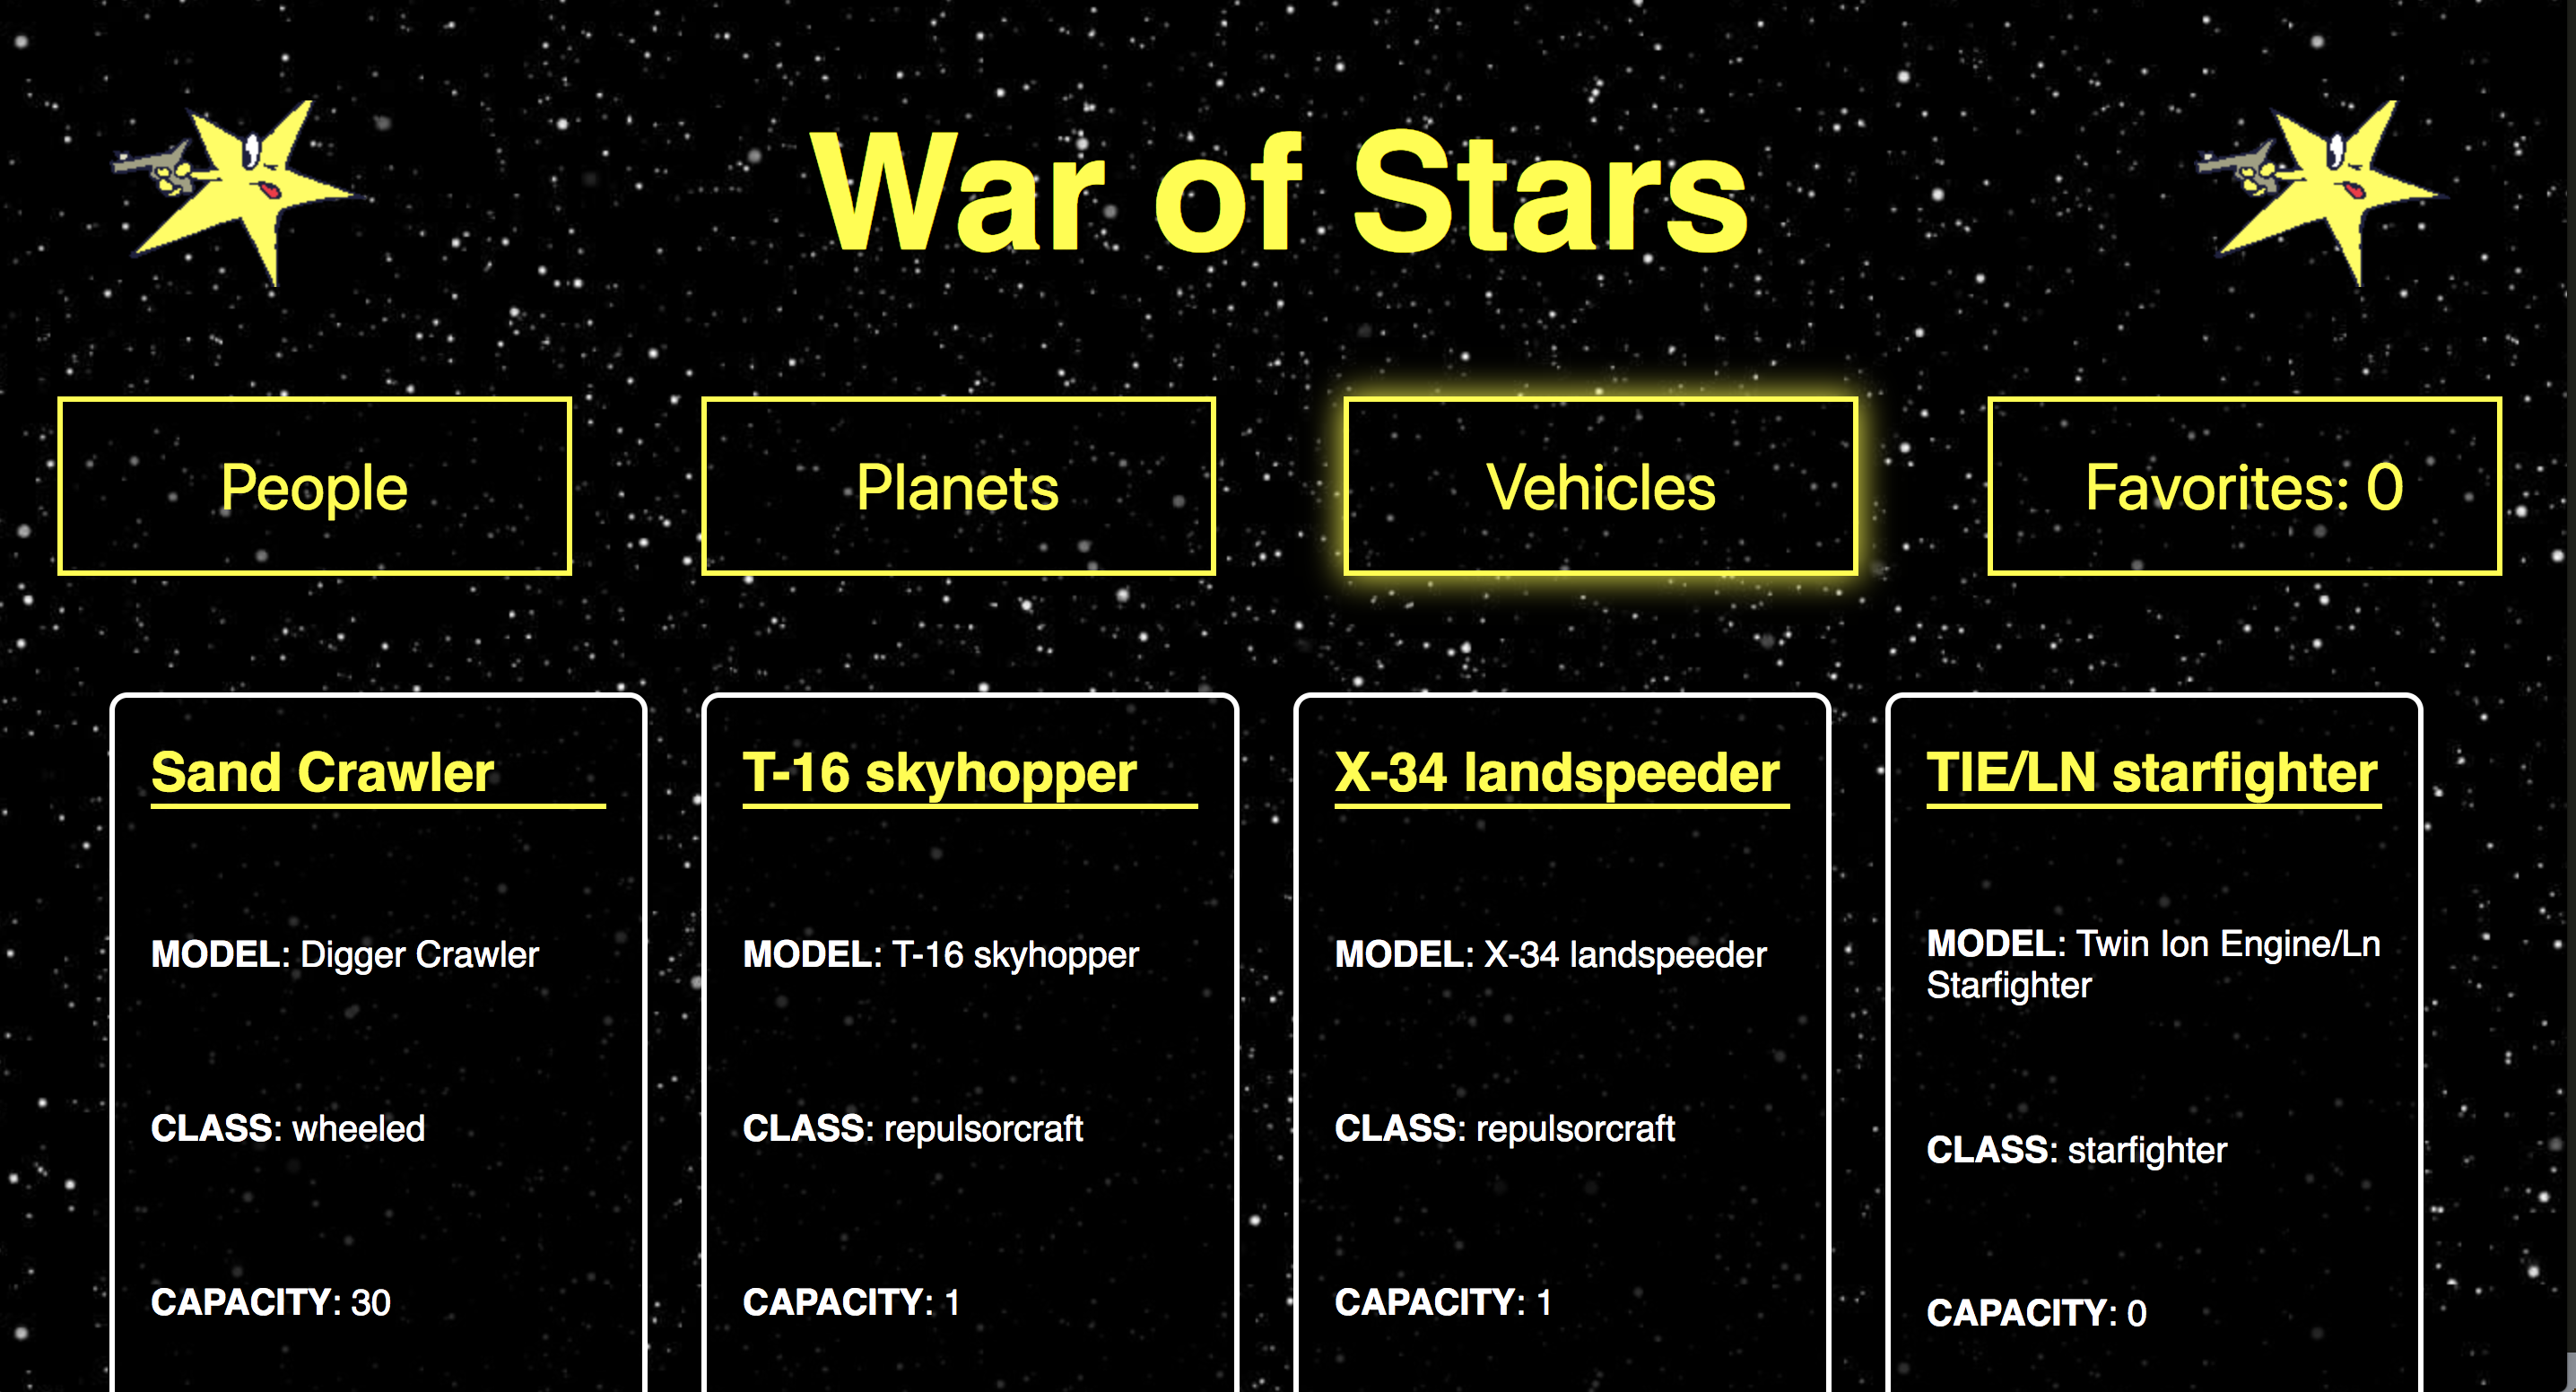 War of Stars
People
Planets
Vehicles
Favorites: 0
Sand Crawler
MODEL: Digger Crawler
CLASS: wheeled
CAPACITY: 30
T-16 skyhopper
MODEL: T-16 skyhopper
CLASS: repulsorcraft
CAPACITY: 1
X-34 landspeeder
MODEL: X-34 landspeeder
CLASS: repulsorcraft
CAPACITY: 1
TIE/LN starfighter
MODEL: Twin Ion Engine/Ln
Starfighter
CLASS: starfighter
CAPACITY: 0